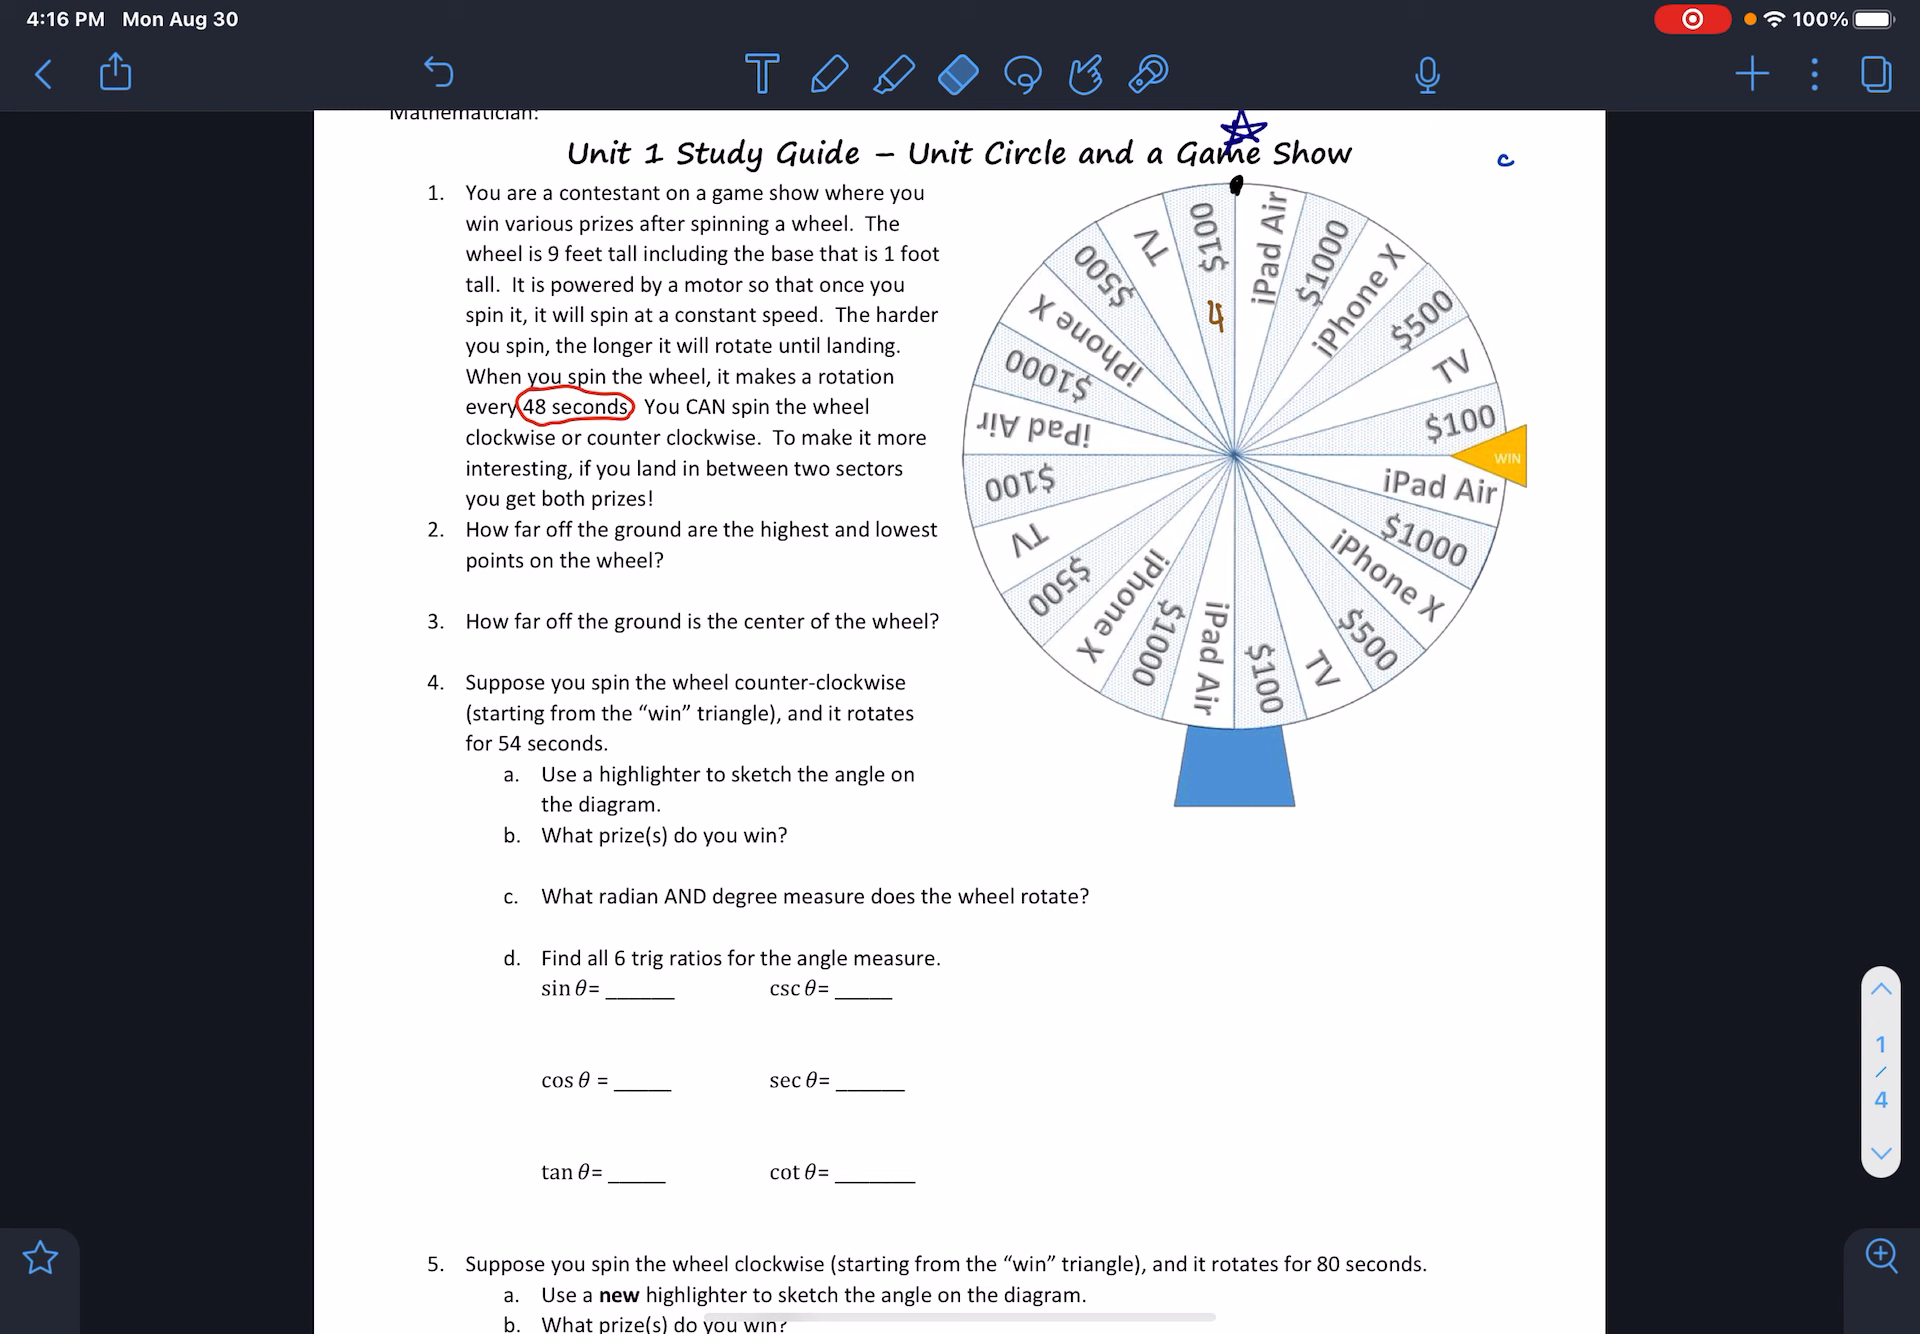 4:16 PM Mon Aug 30
100%
Mathematician:
Unit 1 Study Guide – Unit Circle and a Game Show
c
1. You are a contestant on a game show where you
win various prizes after spinning a wheel. The
wheel is 9 feet tall including the base that is 1 foot
tall. It is powered by a motor so that once you
spin it, it will spin at a constant speed. The harder
you spin, the longer it will rotate until landing.
When you spin the wheel, it makes a rotation
every 48 seconds. You CAN spin the wheel
clockwise or counter clockwise. To make it more
interesting, if you land in between two sectors
you get both prizes!
2. How far off the ground are the highest and lowest
points on the wheel?
3. How far off the ground is the center of the wheel?
4. Suppose you spin the wheel counter-clockwise
(starting from the “win” triangle), and it rotates
for 54 seconds.
a. Use a highlighter to sketch the angle on
the diagram.
b. What prize(s) do you win?
c. What radian AND degree measure does the wheel rotate?
d. Find all 6 trig ratios for the angle measure.
sin θ= ______ csc θ= _____
cos θ = _____ sec θ= ______
tan θ= _____ cot θ= _______
5. Suppose you spin the wheel clockwise (starting from the “win” triangle), and it rotates for 80 seconds.
a. Use a new highlighter to sketch the angle on the diagram.
b. What prize(s) do you win?
iPad Air
$1000
iPhone X
$500
TV
$100
WIN
iPad Air
$1000
iPhone X
$500
TV
$100
iPad Air
$1000
iPhone X
$500
TV
$100
iPad Air
$1000
iPhone X
$500
TV
$100
4
1
/
4